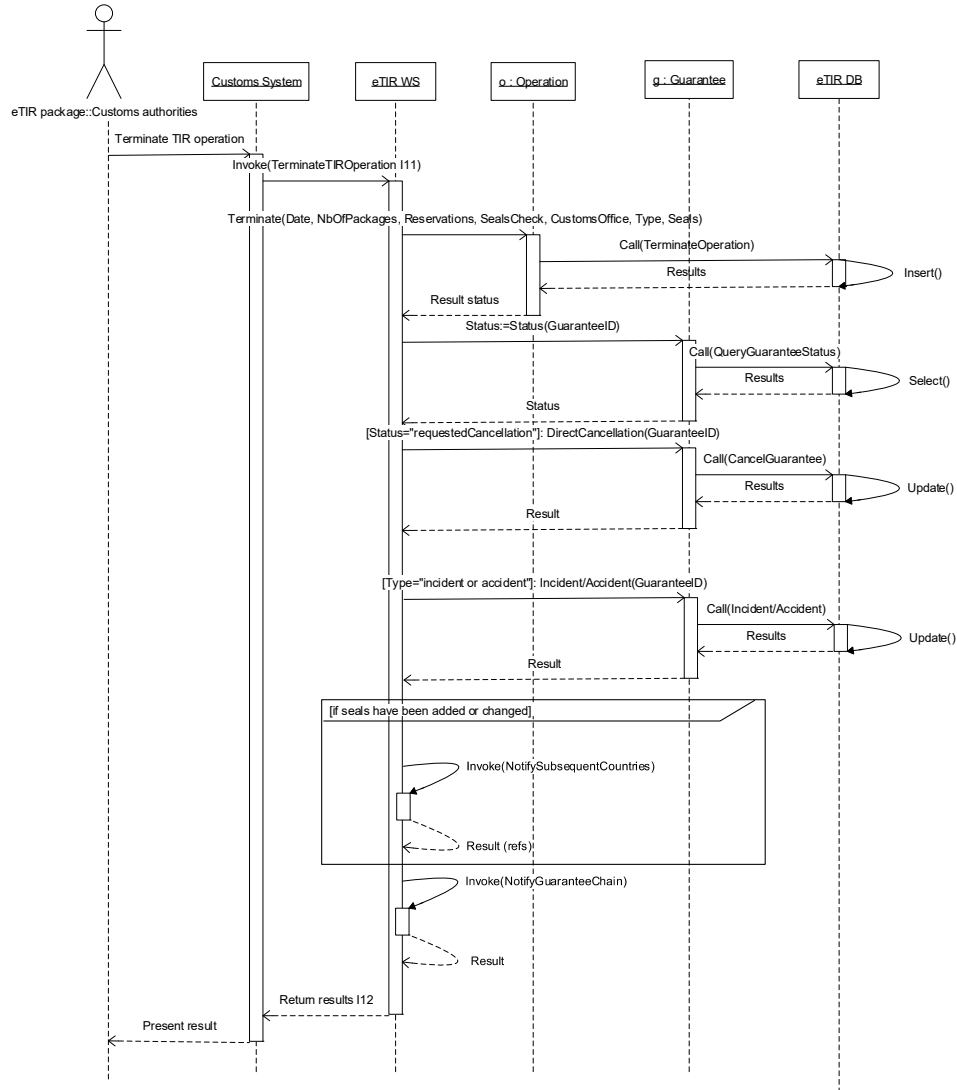 Customs System
eTIR WS
o : Operation
g : Guarantee
eTIR DB
eTIR package::Customs authorities
Terminate TIR operation
Invoke(TerminateTIROperation I11)
Terminate(Date, NbOfPackages, Reservations, SealsCheck, CustomsOffice, Type, Seals)
Call(TerminateOperation)
Results
Insert()
Result status
Status:=Status(GuaranteeID)
Call(QueryGuaranteeStatus)
Results
Select()
Status
[Status="requestedCancellation"]: DirectCancellation(GuaranteeID)
Call(CancelGuarantee)
Results
Update()
Result
[Type="incident or accident"]: Incident/Accident(GuaranteeID)
Call(Incident/Accident)
Results
Update()
Result
[if seals have been added or changed]
Invoke(NotifySubsequentCountries)
Result (refs)
Invoke(NotifyGuaranteeChain)
Result
Return results I12
Present result